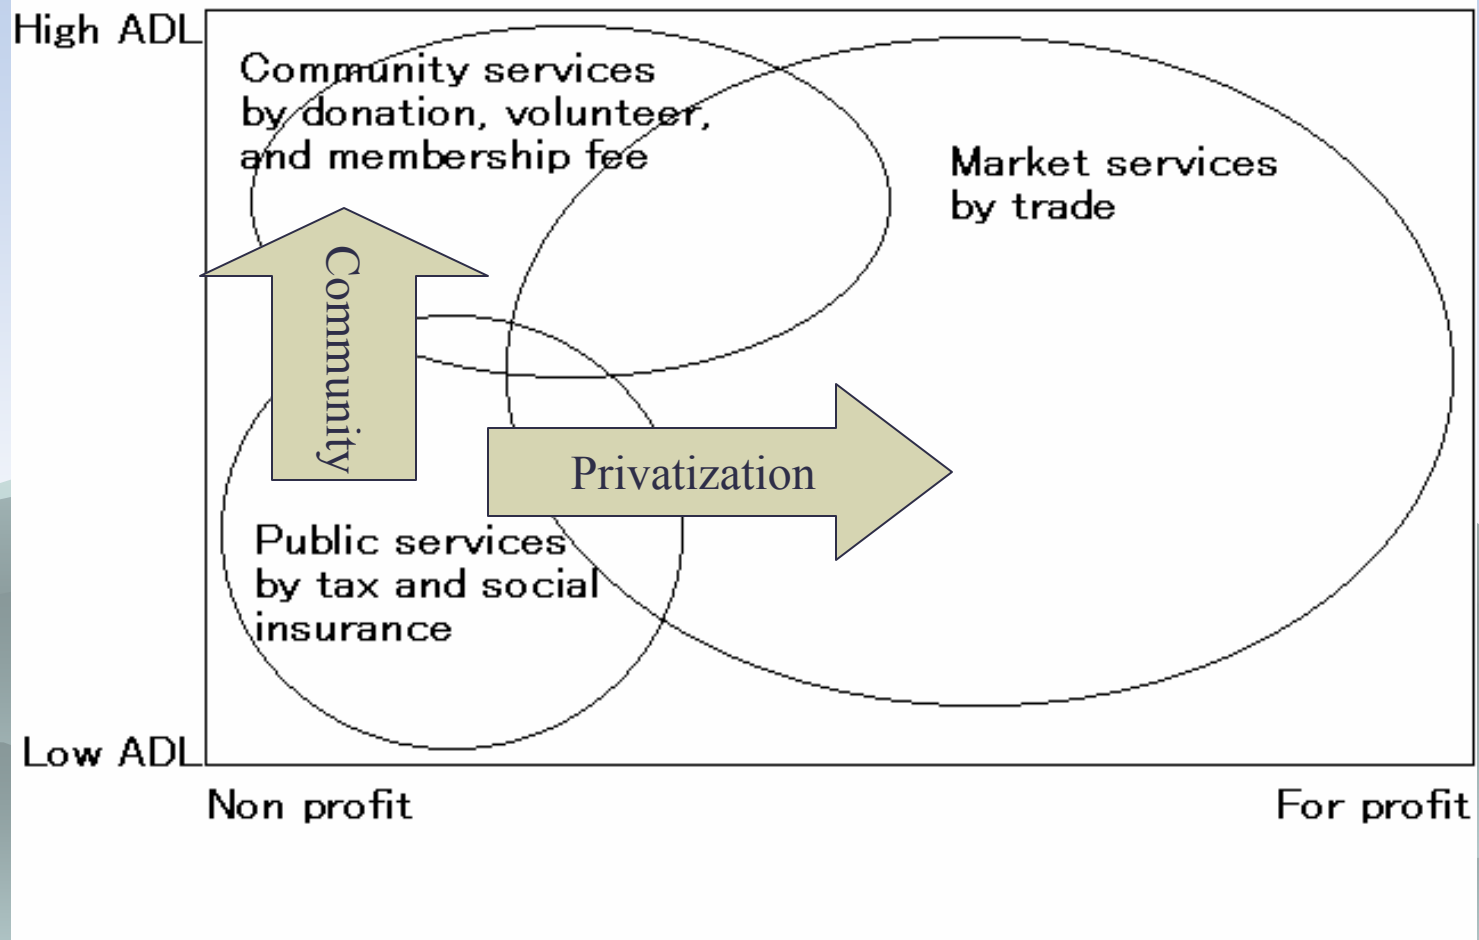 High ADL
Community services
by donation, volunteer,
and membership fee
Market services
by trade
Community
Privatization
Public services
by tax and social
insurance
Low ADL
Non profit
For profit